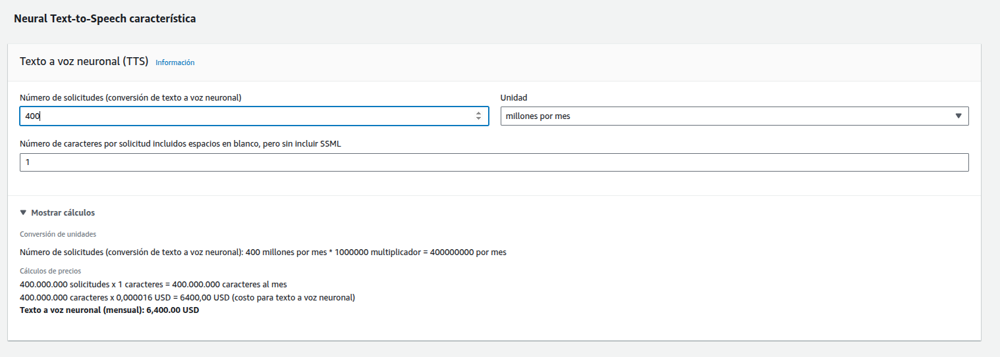 Neural Text-to-Speech característica
Texto a voz neuronal (TTS) Información
Número de solicitudes (conversión de texto a voz neuronal)
400
Unidad
millones por mes
Número de caracteres por solicitud incluidos espacios en blanco, pero sin incluir SSML
1
Mostrar cálculos
Conversión de unidades
Número de solicitudes (conversión de texto a voz neuronal): 400 millones por mes * 1000000 multiplicador = 400000000 por mes
Cálculos de precios
400.000.000 solicitudes x 1 caracteres = 400.000.000 caracteres al mes
400.000.000 caracteres x 0,000016 USD = 6400,00 USD (costo para texto a voz neuronal)
Texto a voz neuronal (mensual): 6,400.00 USD